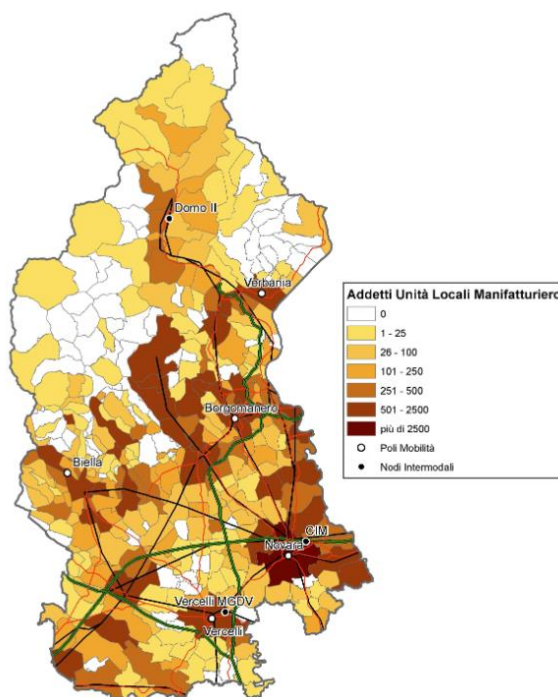 Domo II
Verbania
Addetti Unità Locali Manifatturiero
0
1 - 25
26 - 100
101 - 250
251 - 500
501 - 2500
più di 2500
Poli Mobilità
Nodi Intermodali
Borgomanero
Biella
CIM
Novara
Vercelli MGDV
Vercelli